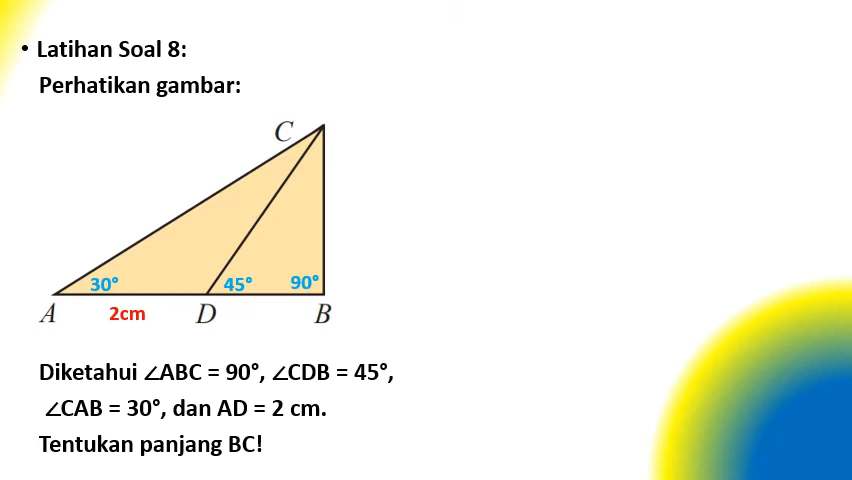 • Latihan Soal 8:
Perhatikan gambar:
C
30°
45°
90°
A
2cm
D
B
Diketahui ∠ABC = 90°, ∠CDB = 45°,
∠CAB = 30°, dan AD = 2 cm.
Tentukan panjang BC!